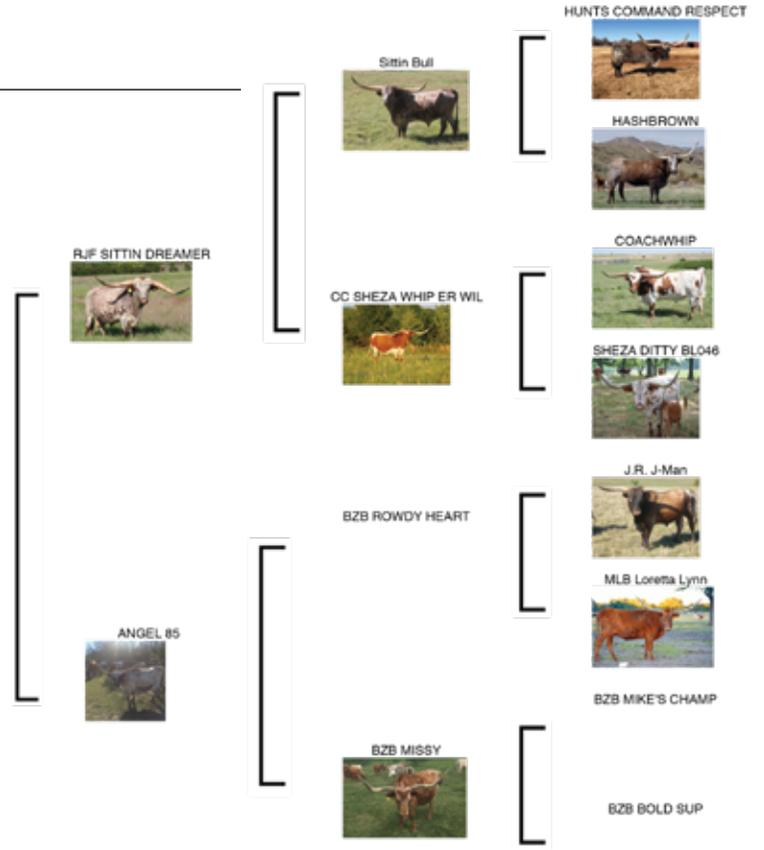 HUNTS COMMAND RESPECT
Sittin Bull
HASHBROWN
RJF SITTIN DREAMER
COACHWHIP
CC SHEZA WHIP ER WIL
SHEZA DITTY BL046
J.R. J-Man
BZB ROWDY HEART
MLB Loretta Lynn
ANGEL 85
BZB MIKE'S CHAMP
BZB MISSY
BZB BOLD SUP